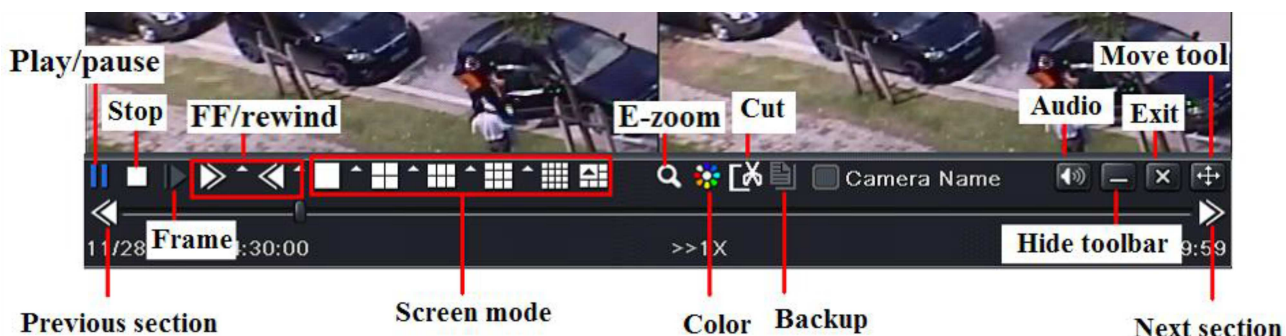 Play/pause
Move tool
Stop
FF/rewind
E-zoom
Cut
Audio
Exit
Camera Name
Frame
11/28
:30:00
>>1X
Hide toolbar
9:59
Previous section
Screen mode
Color
Backup
Next section